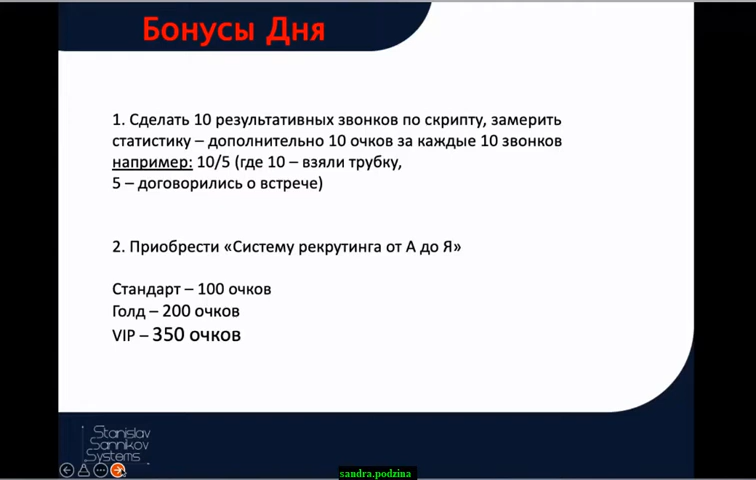 Бонусы Дня
1. Сделать 10 результативных звонков по скрипту, замерить
статистику – дополнительно 10 очков за каждые 10 звонков
например: 10/5 (где 10 – взяли трубку,
5 – договорились о встрече)
2. Приобрести «Систему рекрутинга от А до Я»
Стандарт – 100 очков
Голд – 200 очков
VIP – 350 очков
Stanislav
Sannikov
Systems
sandra.podzina